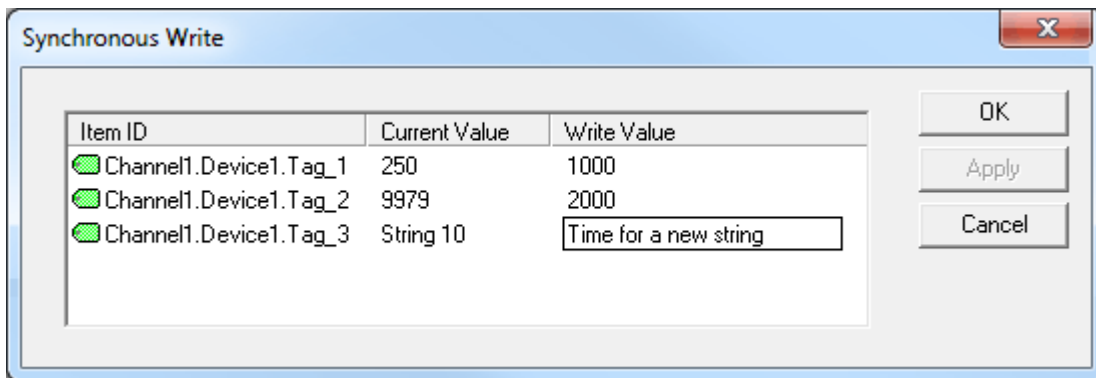 Synchronous Write
Item ID Current Value Write Value
Channel1.Device1.Tag_1 250 1000
Channel1.Device1.Tag_2 9979 2000
Channel1.Device1.Tag_3 String 10 Time for a new string
OK
Apply
Cancel